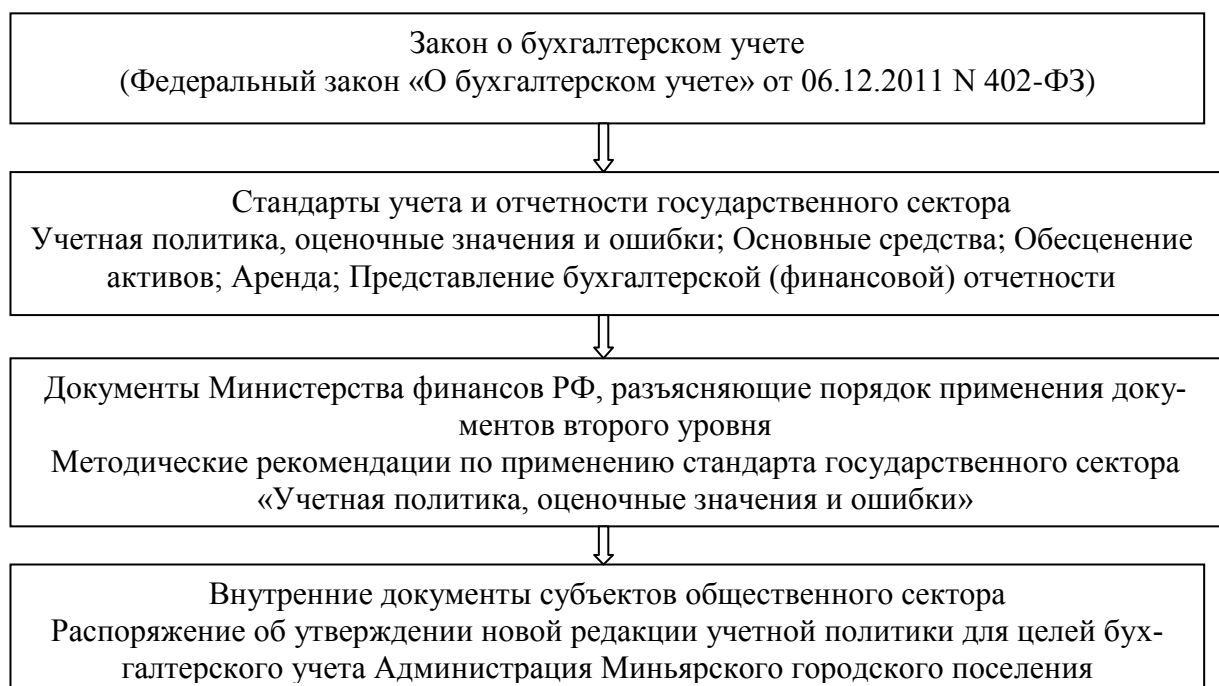 Закон о бухгалтерском учете
(Федеральный закон «О бухгалтерском учете» от 06.12.2011 N 402-ФЗ)
Стандарты учета и отчетности государственного сектора
Учетная политика, оценочные значения и ошибки; Основные средства; Обесценение
активов; Аренда; Представление бухгалтерской (финансовой) отчетности
Документы Министерства финансов РФ, разъясняющие порядок применения доку-
ментов второго уровня
Методические рекомендации по применению стандарта государственного сектора
«Учетная политика, оценочные значения и ошибки»
Внутренние документы субъектов общественного сектора
Распоряжение об утверждении новой редакции учетной политики для целей бух-
галтерского учета Администрация Миньярского городского поселения